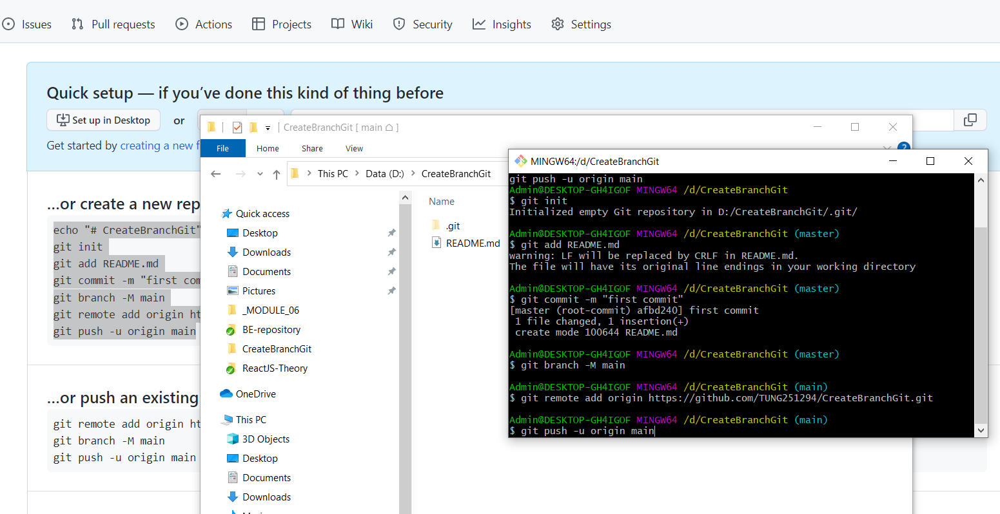 Issues
Pull requests
Actions
Projects
Wiki
Security
Insights
Settings
Quick setup — if you’ve done this kind of thing before
Set up in Desktop
or
Get started by creating a new f
...or create a new rep
echo "# CreateBranchGit"
git init
git add README.md
git commit -m "first com
git branch -M main
git remote add origin ht
git push -u origin main
...or push an existing
git remote add origin ht
git branch -M main
git push -u origin main
CreateBranchGit [ main ⌂ ]
File
Home
Share
View
?
This PC > Data (D:) > CreateBranchGit
Quick access
Desktop
Downloads
Documents
Pictures
_MODULE_06
BE-repository
CreateBranchGit
ReactJS-Theory
OneDrive
This PC
3D Objects
Desktop
Documents
Downloads
Name
.git
README.md
MINGW64:/d/CreateBranchGit
git push -u origin main
Admin@DESKTOP-GH4IGOF MINGW64 /d/CreateBranchGit
$ git init
Initialized empty Git repository in D:/CreateBranchGit/.git/
Admin@DESKTOP-GH4IGOF MINGW64 /d/CreateBranchGit (master)
$ git add README.md
warning: LF will be replaced by CRLF in README.md.
The file will have its original line endings in your working directory
Admin@DESKTOP-GH4IGOF MINGW64 /d/CreateBranchGit (master)
$ git commit -m "first commit"
[master (root-commit) afbd240] first commit
1 file changed, 1 insertion(+)
create mode 100644 README.md
Admin@DESKTOP-GH4IGOF MINGW64 /d/CreateBranchGit (master)
$ git branch -M main
Admin@DESKTOP-GH4IGOF MINGW64 /d/CreateBranchGit (main)
$ git remote add origin https://github.com/TUNG251294/CreateBranchGit.git
Admin@DESKTOP-GH4IGOF MINGW64 /d/CreateBranchGit (main)
$ git push -u origin main